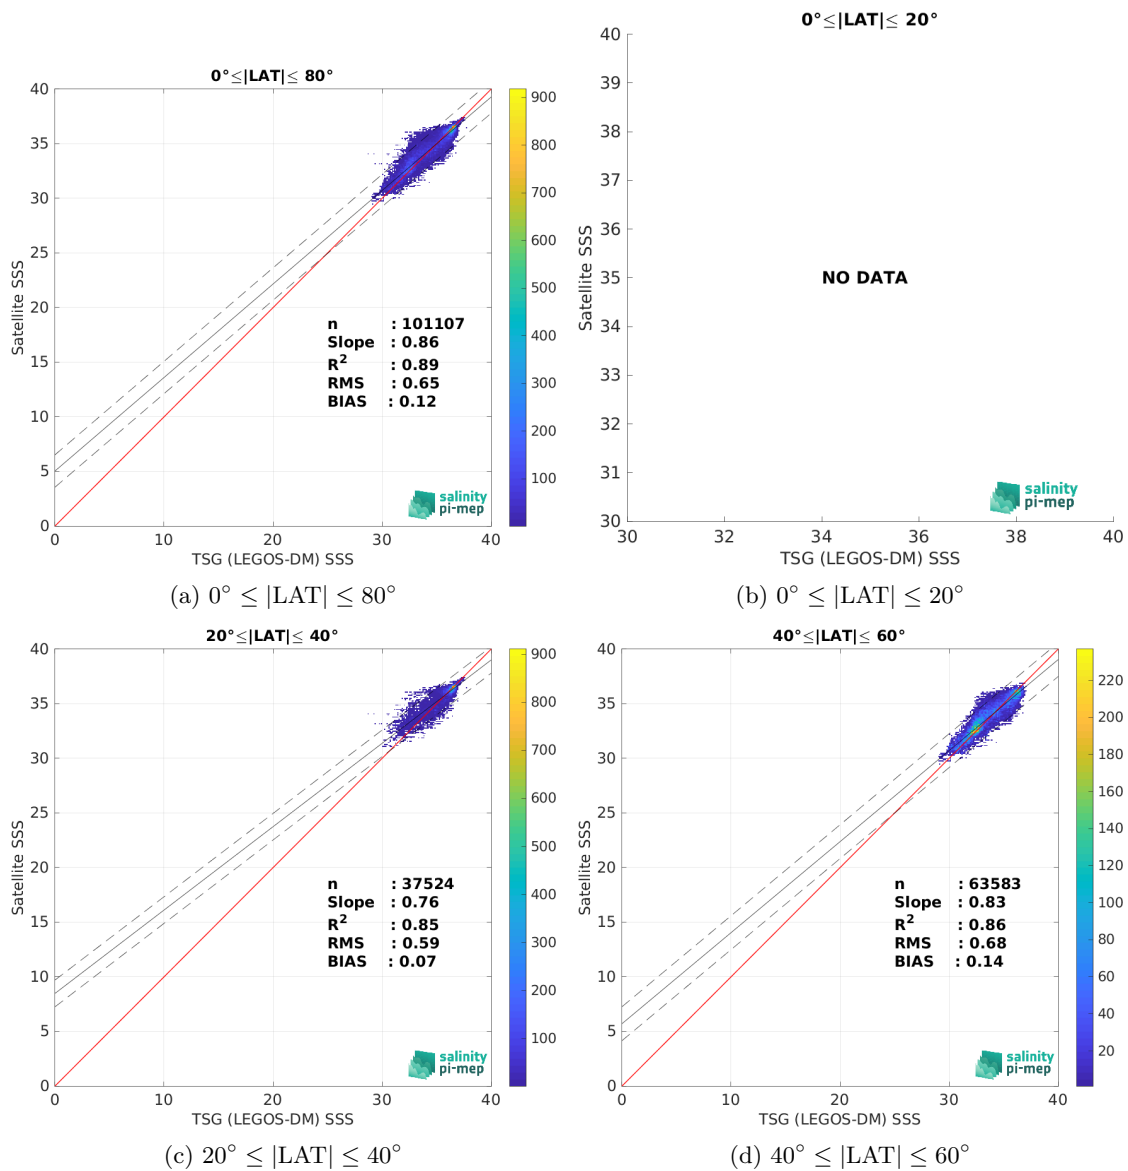 0°≤|LAT|≤ 80°
Satellite SSS
40
35
30
25
20
15
10
5
0
0
10
20
30
40
TSG (LEGOS-DM) SSS
n : 101107
Slope : 0.86
R² : 0.89
RMS : 0.65
BIAS : 0.12
salinity
pi-mep
900
800
700
600
500
400
300
200
100
(a) 0° ≤ |LAT| ≤ 80°
0°≤|LAT|≤ 20°
Satellite SSS
40
39
38
37
36
35
34
33
32
31
30
NO DATA
salinity
pi-mep
30
32
34
36
38
40
TSG (LEGOS-DM) SSS
(b) 0° ≤ |LAT| ≤ 20°
20°≤|LAT|≤ 40°
Satellite SSS
40
35
30
25
20
15
10
5
0
0
10
20
30
40
TSG (LEGOS-DM) SSS
n : 37524
Slope : 0.76
R² : 0.85
RMS : 0.59
BIAS : 0.07
salinity
pi-mep
900
800
700
600
500
400
300
200
100
(c) 20° ≤ |LAT| ≤ 40°
40°≤|LAT|≤ 60°
Satellite SSS
40
35
30
25
20
15
10
5
0
0
10
20
30
40
TSG (LEGOS-DM) SSS
n : 63583
Slope : 0.83
R² : 0.86
RMS : 0.68
BIAS : 0.14
salinity
pi-mep
220
200
180
160
140
120
100
80
60
40
20
(d) 40° ≤ |LAT| ≤ 60°